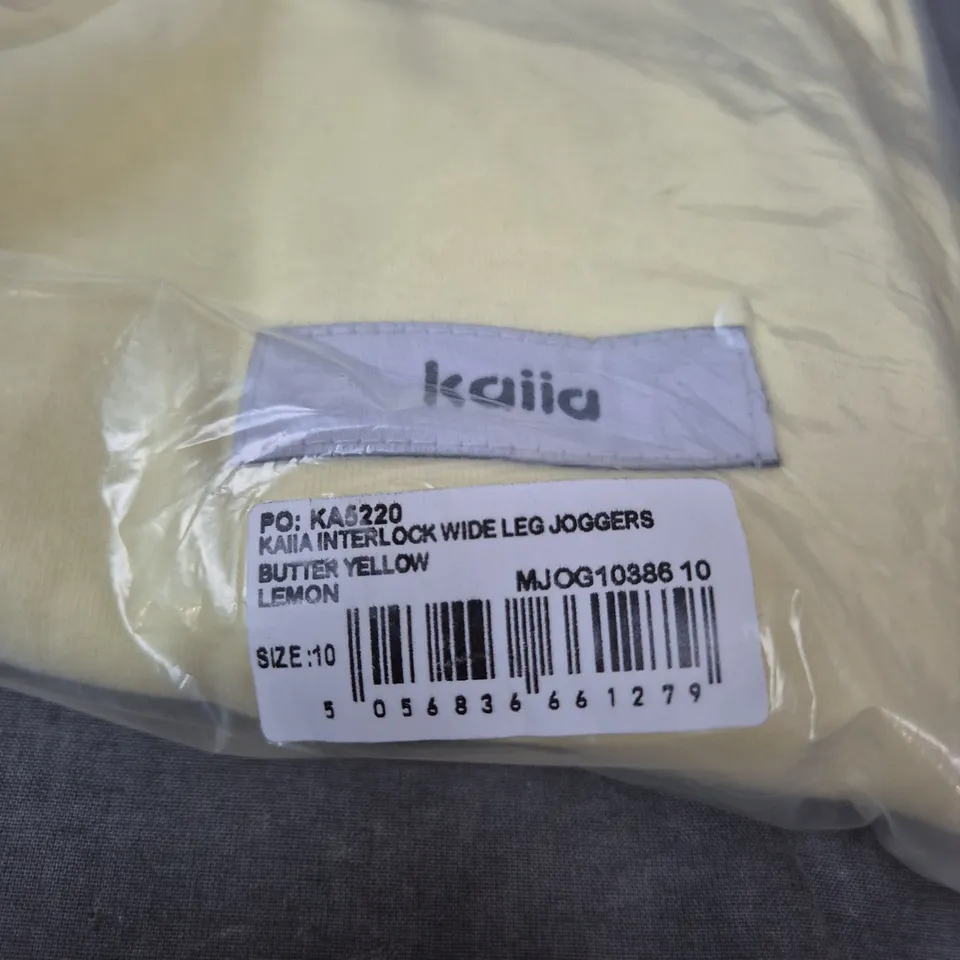 kaiia
PO: KA5220
KAIIA INTERLOCK WIDE LEG JOGGERS
BUTTER YELLOW
LEMON
MJOG10386 10
SIZE :10
5 056836 661279